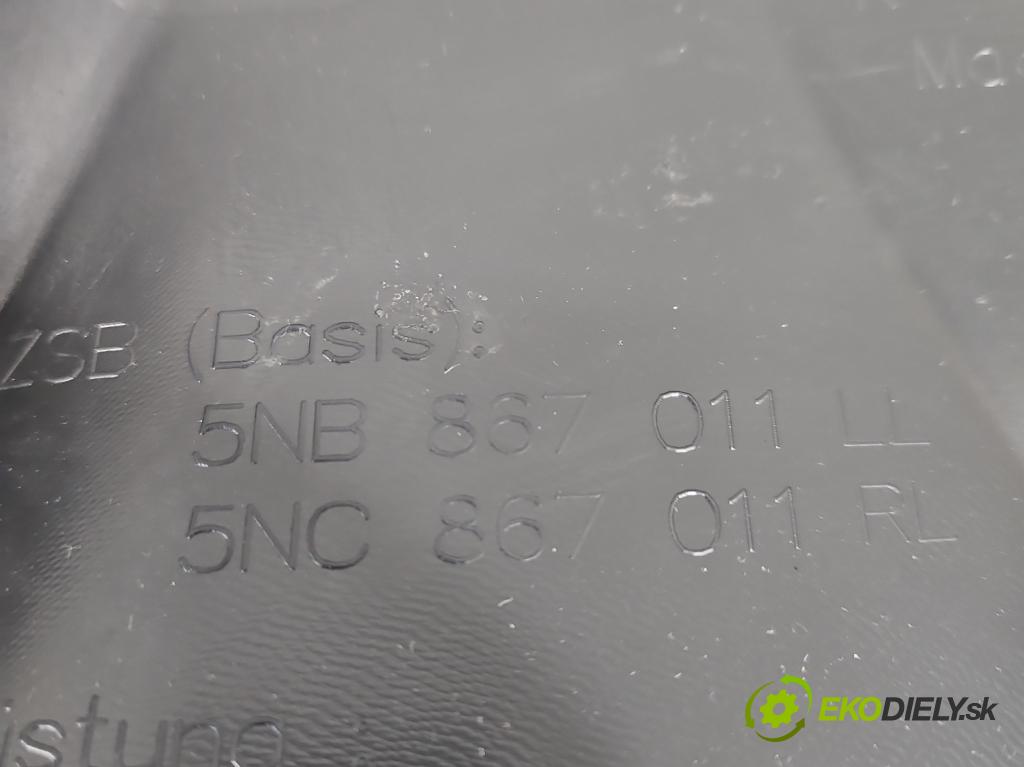 ZSB (Basis):
5NB 867 011 LL
5NC 867 011 RL
EKODIELY.sk